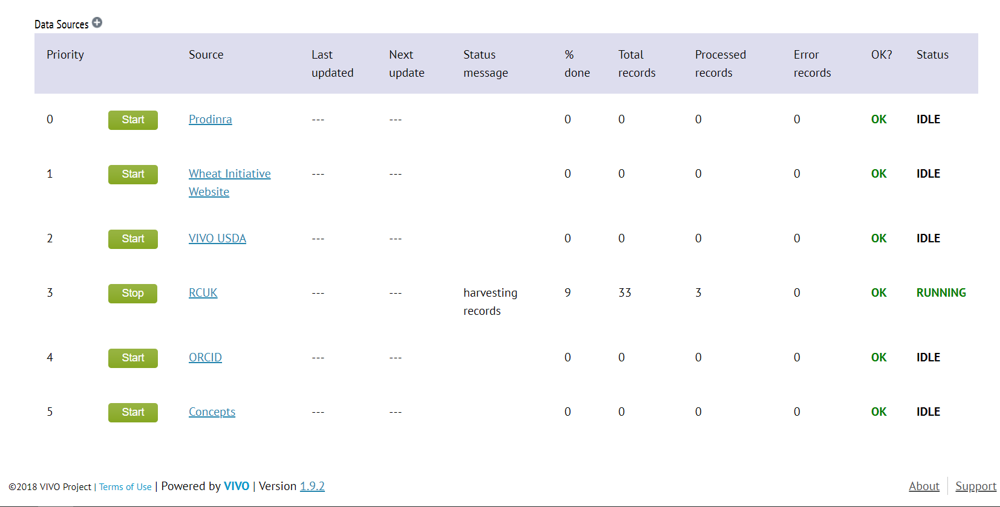 Data Sources
Priority Source Last updated Next update Status message % done Total records Processed records Error records OK? Status
0 Start Prodinra --- --- 0 0 0 0 OK IDLE
1 Start Wheat Initiative Website --- --- 0 0 0 0 OK IDLE
2 Start VIVO USDA --- --- 0 0 0 0 OK IDLE
3 Stop RCUK --- --- harvesting records 9 33 3 0 OK RUNNING
4 Start ORCID --- --- 0 0 0 0 OK IDLE
5 Start Concepts --- --- 0 0 0 0 OK IDLE
©2018 VIVO Project | Terms of Use | Powered by VIVO | Version 1.9.2 About Support